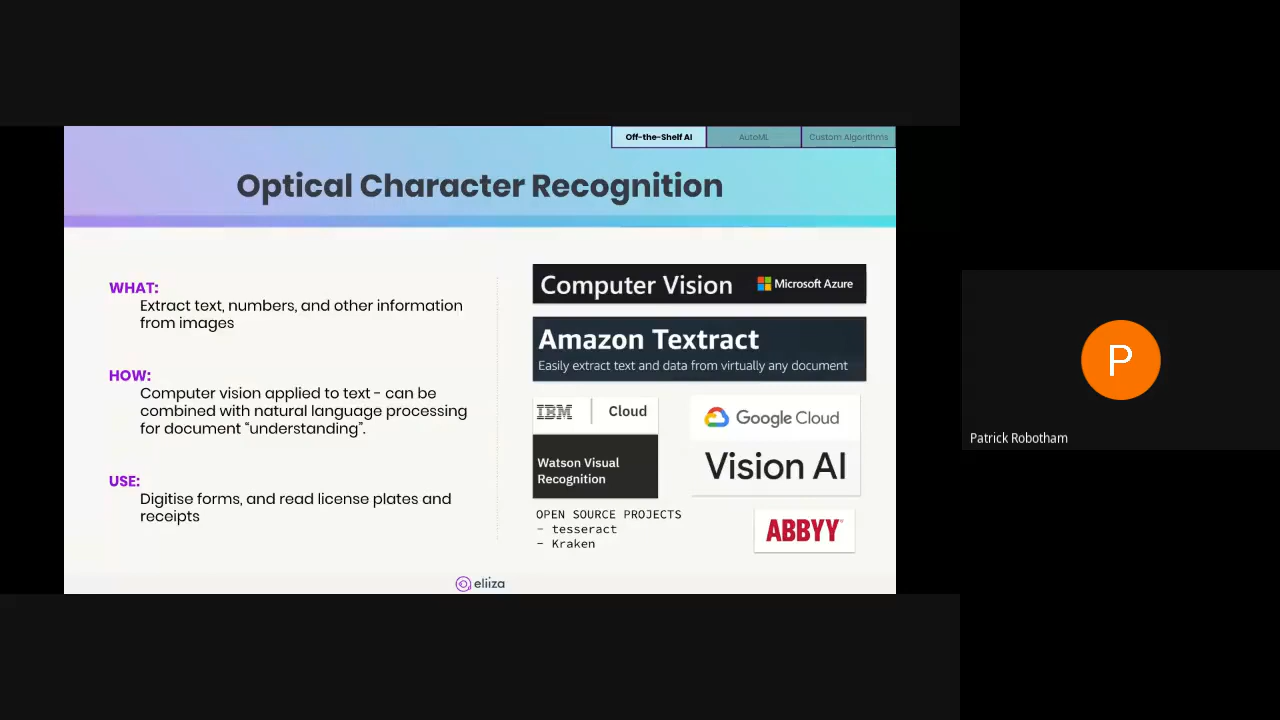 Off-the-Shelf AI
AutoML
Custom Algorithms
Optical Character Recognition
WHAT:
Extract text, numbers, and other information
from images
HOW:
Computer vision applied to text - can be
combined with natural language processing
for document “understanding”.
USE:
Digitise forms, and read license plates and
receipts
Computer Vision
Microsoft Azure
Amazon Textract
Easily extract text and data from virtually any document
IBM
Cloud
Watson Visual
Recognition
Google Cloud
Vision AI
OPEN SOURCE PROJECTS
- tesseract
- Kraken
ABBYY
eliiza
P
Patrick Robotham